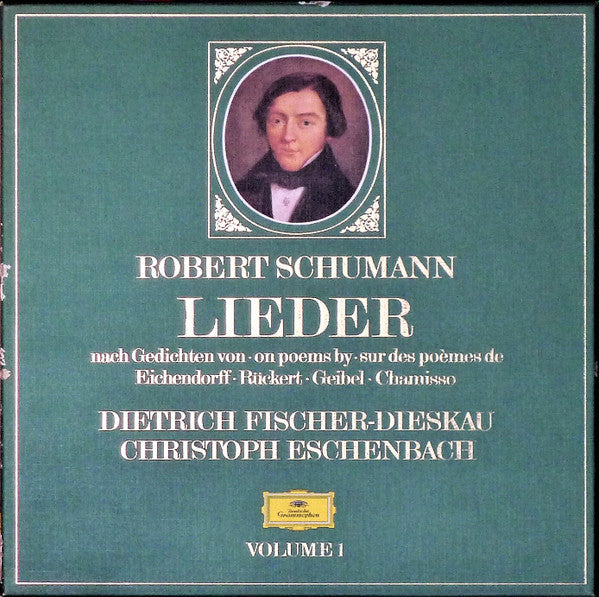 ROBERT SCHUMANN
LIEDER
nach Gedichten von · on poems by · sur des poèmes de
Eichendorff · Rückert · Geibel · Chamisso
DIETRICH FISCHER-DIESKAU
CHRISTOPH ESCHENBACH
Deutsche
Grammophon
VOLUME 1